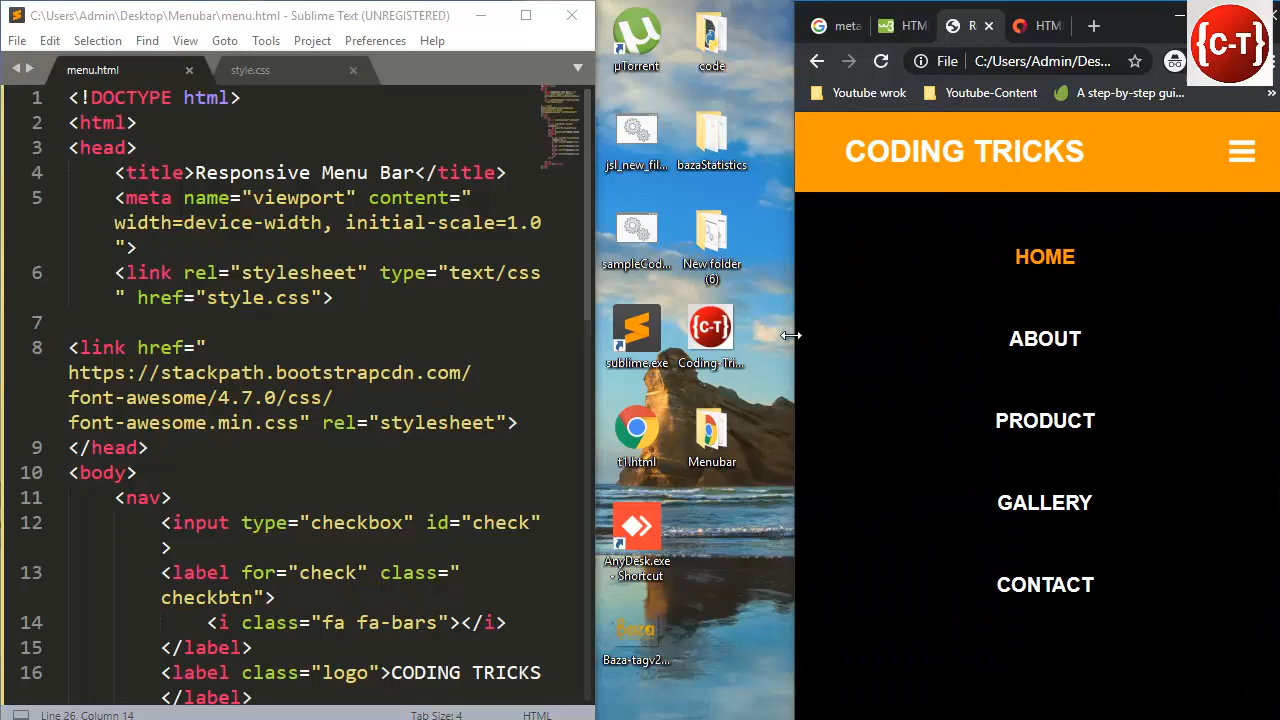 C:\Users\Admin\Desktop\Menubar\menu.html - Sublime Text (UNREGISTERED)
File Edit Selection Find View Goto Tools Project Preferences Help
menu.html
style.css
1 <!DOCTYPE html>
2 <html>
3 <head>
4 <title>Responsive Menu Bar</title>
5 <meta name="viewport" content="
width=device-width, initial-scale=1.0
">
6 <link rel="stylesheet" type="text/css
" href="style.css">
7
8 <link href="
https://stackpath.bootstrapcdn.com/
font-awesome/4.7.0/css/
font-awesome.min.css" rel="stylesheet">
9 </head>
10 <body>
11 <nav>
12 <input type="checkbox" id="check"
>
13 <label for="check" class="
checkbtn">
14 <i class="fa fa-bars"></i>
15 </label>
16 <label class="logo">CODING TRICKS
</label>
Line 26, Column 14
Tab Size: 4
HTML
µTorrent
code
jsl_new_fil...
bazaStatistics
sampleCod...
New folder
(6)
sublime.exe
{C-T}
Coding-Tri...
t1.html
Menubar
AnyDesk.exe
- Shortcut
Baza
Baza-tagv2...
meta
HTM
R
HTM
File C:/Users/Admin/Des...
Youtube wrok
Youtube-Content
A step-by-step gui...
{C-T}
CODING TRICKS
HOME
ABOUT
PRODUCT
GALLERY
CONTACT